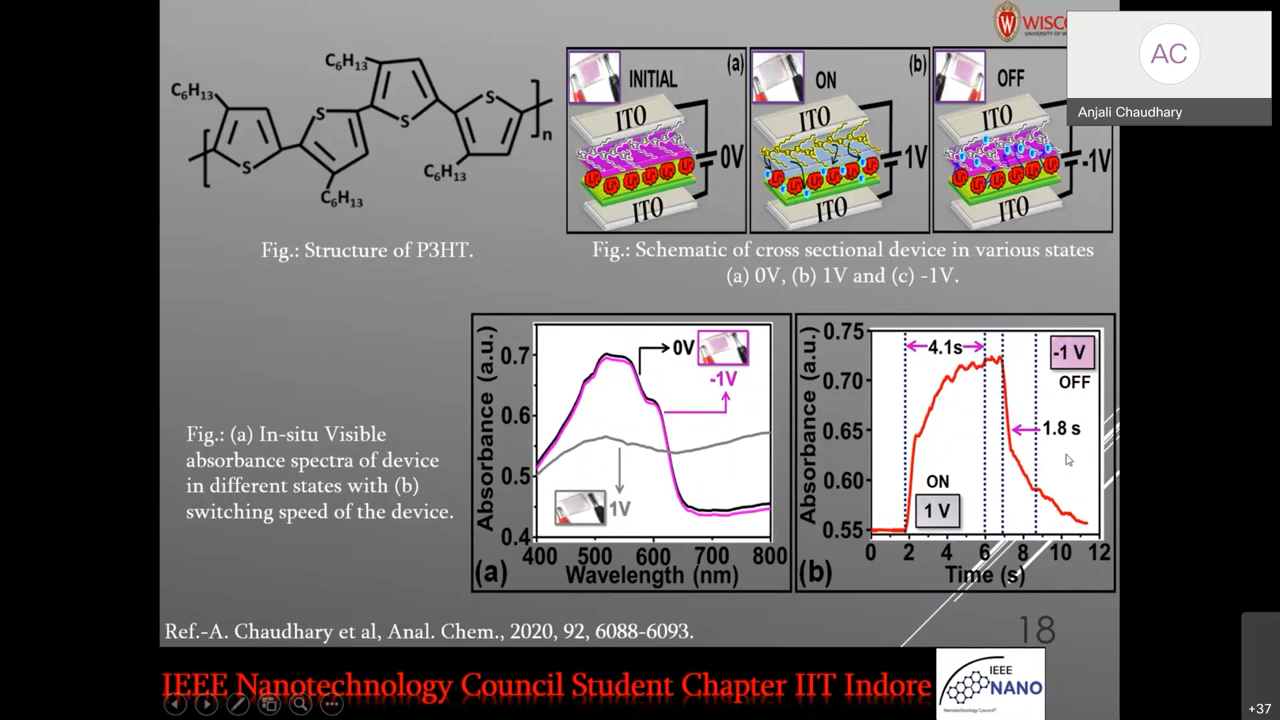 WISCO
UNIVERSITY OF W
AC
Anjali Chaudhary
C₆H₁₃
C₆H₁₃
S
S
S
S
n
C₆H₁₃
C₆H₁₃
Fig.: Structure of P3HT.
INITIAL
(a)
ITO
0V
ITO
ON
(b)
ITO
1V
ITO
OFF
ITO
-1V
ITO
Fig.: Schematic of cross sectional device in various states
(a) 0V, (b) 1V and (c) -1V.
Fig.: (a) In-situ Visible
absorbance spectra of device
in different states with (b)
switching speed of the device.
Absorbance (a.u.)
0.7
0.6
0.5
0.4
0V
-1V
1V
400 500 600 700 800
(a)
Wavelength (nm)
Absorbance (a.u.)
0.75
0.70
0.65
0.60
0.55
4.1s
-1 V
OFF
1.8 s
ON
1 V
0 2 4 6 8 10 12
(b)
Time (s)
Ref.-A. Chaudhary et al, Anal. Chem., 2020, 92, 6088-6093.
18
IEEE Nanotechnology Council Student Chapter IIT Indore
IEEE
NANO
Nanotechnology Council
+37